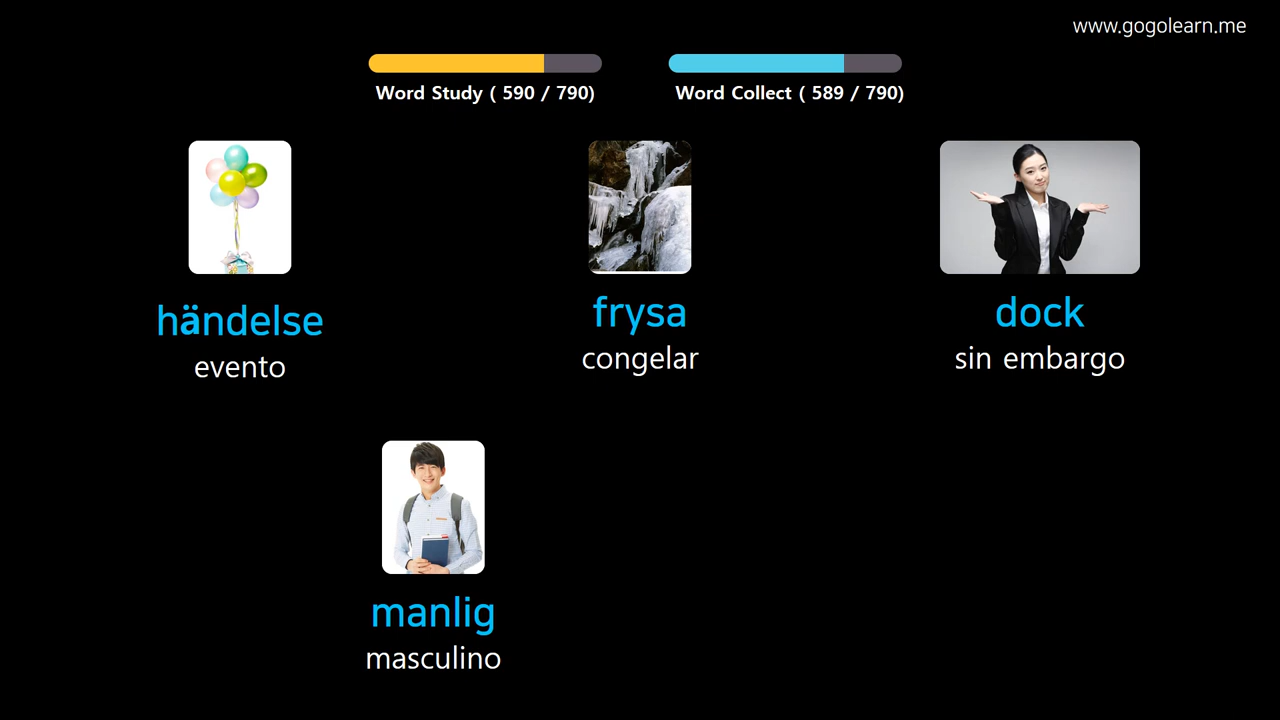 www.gogolearn.me
Word Study ( 590 / 790)
Word Collect ( 589 / 790)
händelse
evento
frysa
congelar
dock
sin embargo
manlig
masculino